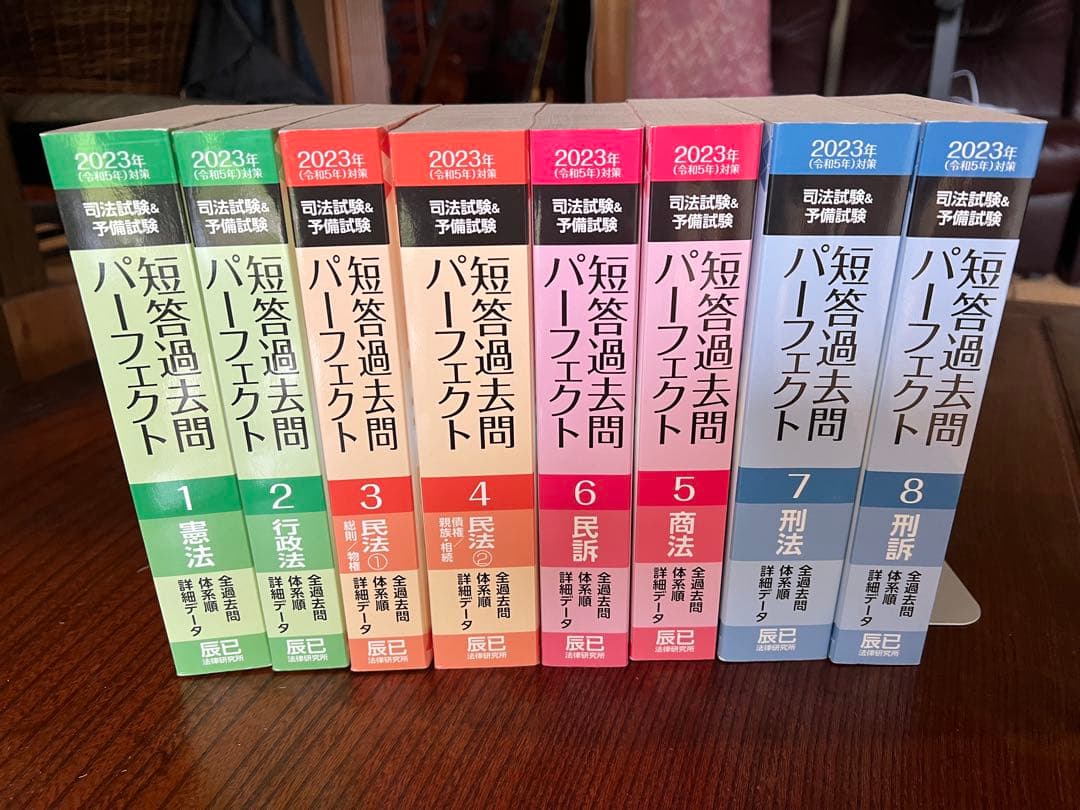 2023年
(令和5年)対策
司法試験&
予備試験
短答過去問
パーフェクト
1
憲法
全過去問
体系順
詳細データ
辰已
法律研究所
2023年
(令和5年)対策
司法試験&
予備試験
短答過去問
パーフェクト
2
行政法
全過去問
体系順
詳細データ
辰已
法律研究所
2023年
(令和5年)対策
司法試験&
予備試験
短答過去問
パーフェクト
3
民法①
総則/物権
全過去問
体系順
詳細データ
辰已
法律研究所
2023年
(令和5年)対策
司法試験&
予備試験
短答過去問
パーフェクト
4
民法②
債権
親族・相続
全過去問
体系順
詳細データ
辰已
法律研究所
2023年
(令和5年)対策
司法試験&
予備試験
短答過去問
パーフェクト
6
民訴
全過去問
体系順
詳細データ
辰已
法律研究所
2023年
(令和5年)対策
司法試験&
予備試験
短答過去問
パーフェクト
5
商法
全過去問
体系順
詳細データ
辰已
法律研究所
2023年
(令和5年)対策
司法試験&
予備試験
短答過去問
パーフェクト
7
刑法
全過去問
体系順
詳細データ
辰已
法律研究所
2023年
(令和5年)対策
司法試験&
予備試験
短答過去問
パーフェクト
8
刑訴
全過去問
体系順
詳細データ
辰已
法律研究所